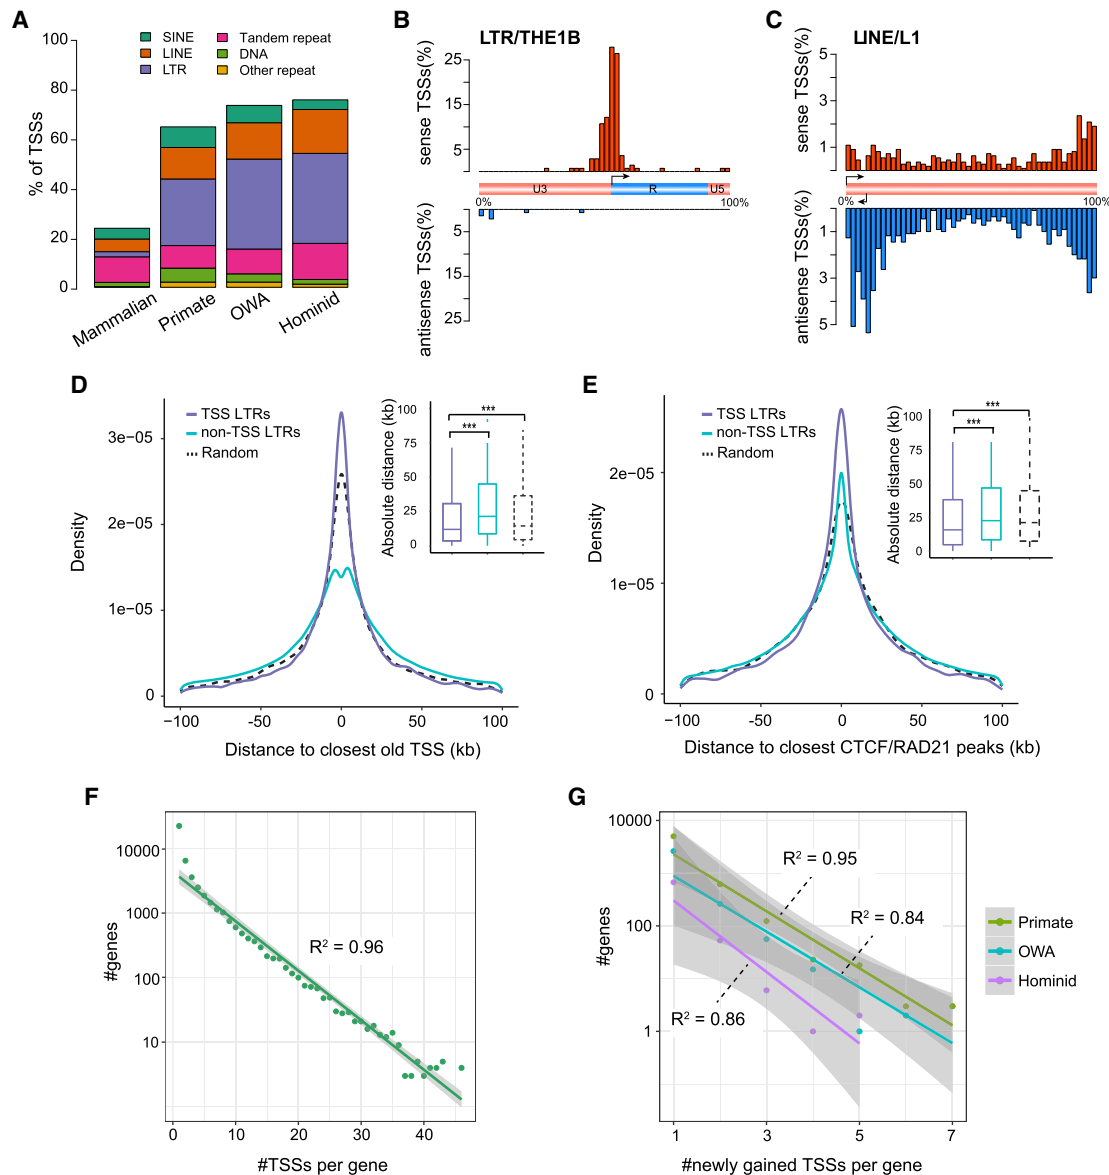 A
SINE
LINE
LTR
Tandem repeat
DNA
Other repeat
% of TSSs
100
80
60
40
20
0
Mammalian
Primate
OWA
Hominid
B
LTR/THE1B
sense TSSs(%)
25
15
5
U3
R
U5
0%
100%
antisense TSSs(%)
5
15
25
C
LINE/L1
sense TSSs(%)
5
3
1
0%
100%
antisense TSSs(%)
1
3
5
D
TSS LTRs
non-TSS LTRs
Random
Density
3e−05
2e−05
1e−05
0
−100
-50
0
50
100
Distance to closest old TSS (kb)
Absolute distance (kb)
100
75
50
25
0
***
***
E
TSS LTRs
non-TSS LTRs
Random
Density
2e−05
1e−05
0
−100
-50
0
50
100
Distance to closest CTCF/RAD21 peaks (kb)
Absolute distance (kb)
100
75
50
25
0
***
***
F
#genes
10000
1000
100
10
R² = 0.96
0
10
20
30
40
#TSSs per gene
G
#genes
10000
100
1
R² = 0.95
R² = 0.84
R² = 0.86
1
3
5
7
#newly gained TSSs per gene
Primate
OWA
Hominid